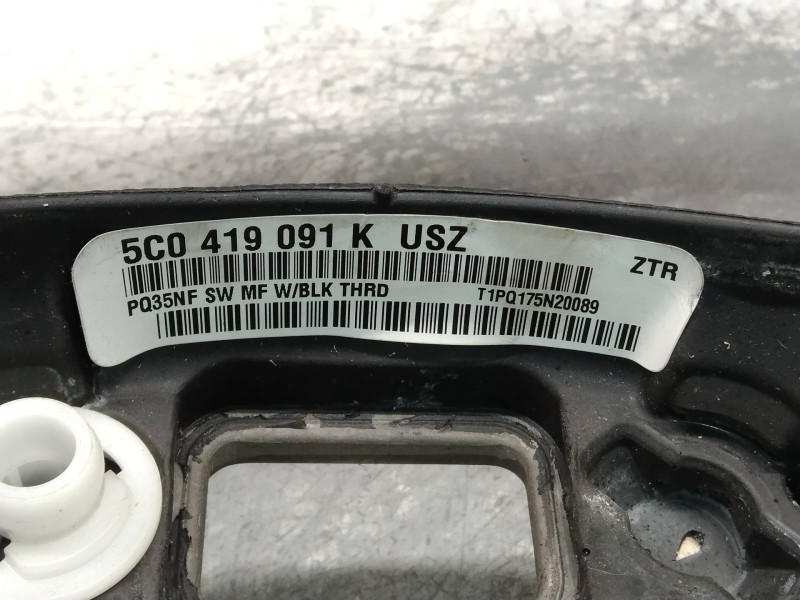 5C0 419 091 K USZ
ZTR
PQ35NF SW MF W/BLK THRD T1PQ175N20089